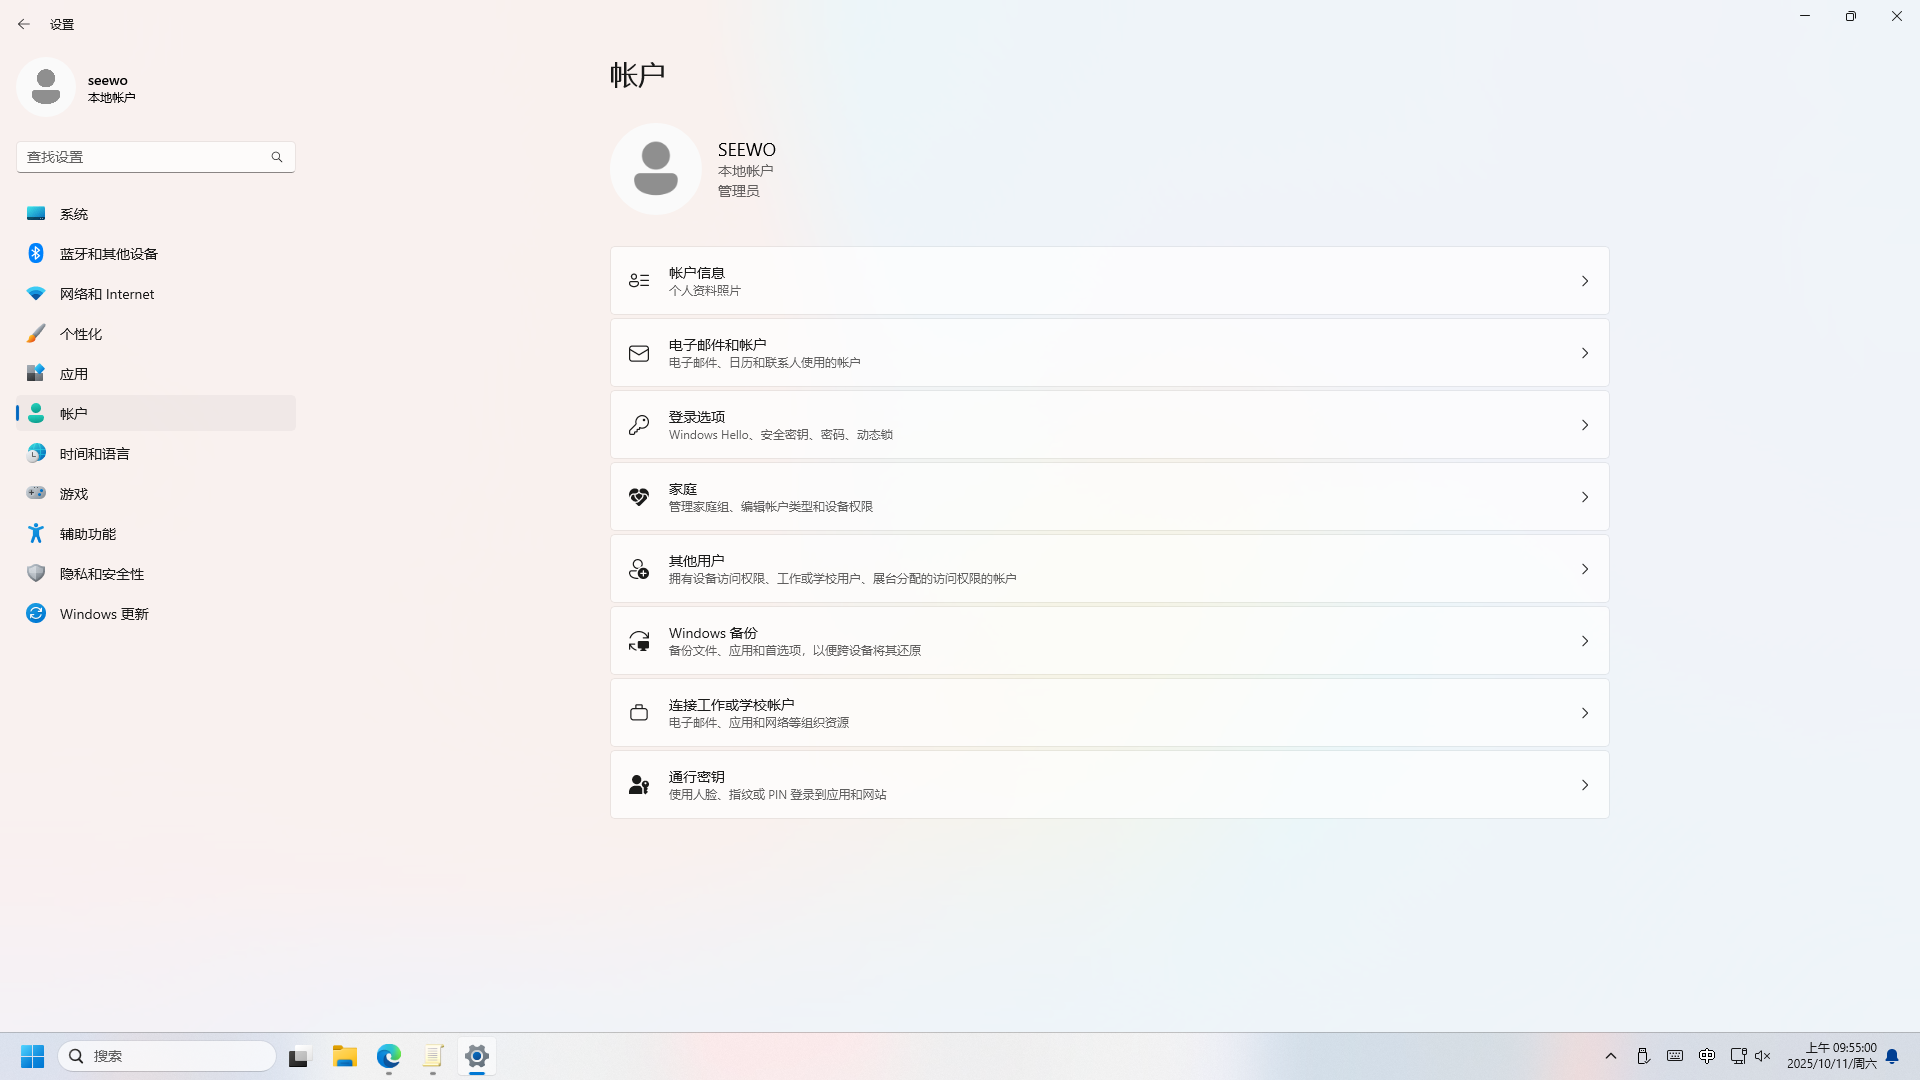 设置
seewo
本地帐户
查找设置
系统
蓝牙和其他设备
网络和 Internet
个性化
应用
帐户
时间和语言
游戏
辅助功能
隐私和安全性
Windows 更新
帐户
SEEWO
本地帐户
管理员
帐户信息
个人资料照片
电子邮件和帐户
电子邮件、日历和联系人使用的帐户
登录选项
Windows Hello、安全密钥、密码、动态锁
家庭
管理家庭组、编辑帐户类型和设备权限
其他用户
拥有设备访问权限、工作或学校用户、展台分配的访问权限的帐户
Windows 备份
备份文件、应用和首选项，以便跨设备将其还原
连接工作或学校帐户
电子邮件、应用和网络等组织资源
通行密钥
使用人脸、指纹或 PIN 登录到应用和网站
搜索
上午 09:55:00
2025/10/11/周六